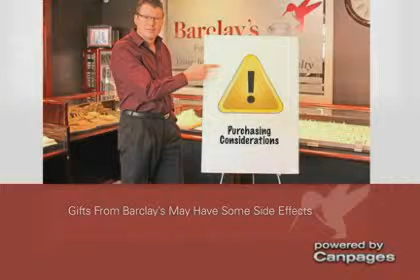 Barclay's
Purchasing
Considerations
Gifts From Barclay's May Have Some Side Effects
powered by
Canpages